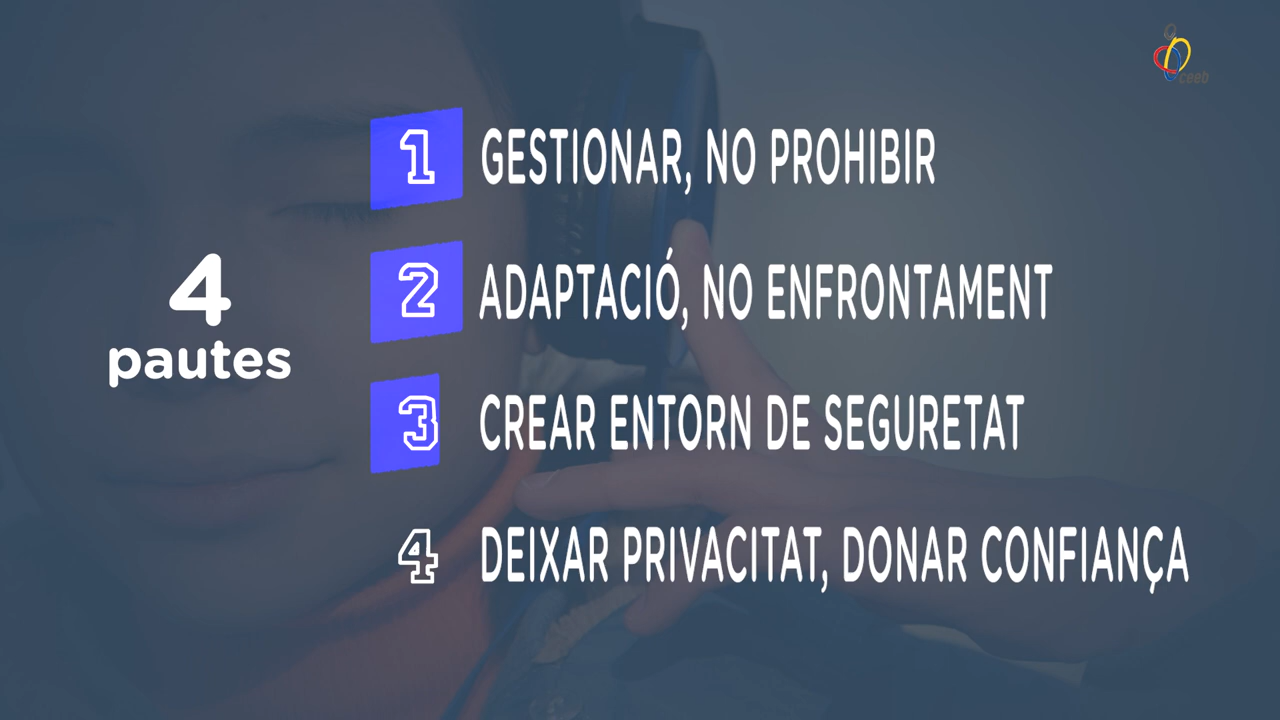 ceeb
4
pautes
1 GESTIONAR, NO PROHIBIR
2 ADAPTACIÓ, NO ENFRONTAMENT
3 CREAR ENTORN DE SEGURETAT
4 DEIXAR PRIVACITAT, DONAR CONFIANÇA